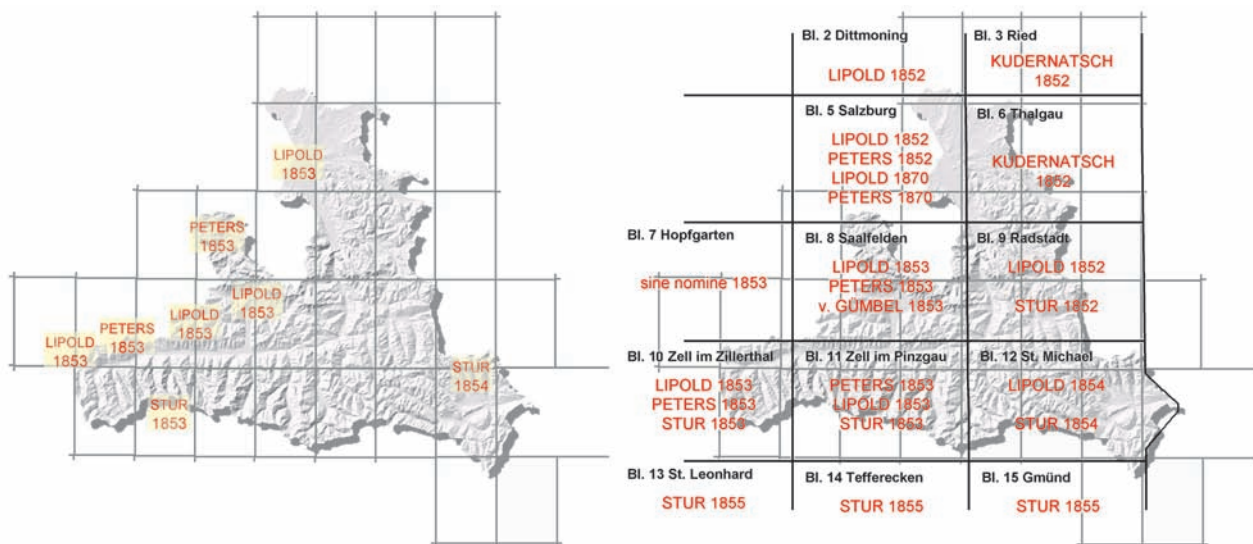 LIPOLD
1853
PETERS
1853
LIPOLD
1853
LIPOLD
1853
PETERS
1853
LIPOLD
1853
STUR
1854
STUR
1853
Bl. 2 Dittmoning
LIPOLD 1852
Bl. 3 Ried
KUDERNATSCH
1852
Bl. 5 Salzburg
LIPOLD 1852
PETERS 1852
LIPOLD 1870
PETERS 1870
Bl. 6 Thalgau
KUDERNATSCH
1852
Bl. 7 Hopfgarten
sine nomine 1853
Bl. 8 Saalfelden
LIPOLD 1853
PETERS 1853
v. GÜMBEL 1853
Bl. 9 Radstadt
LIPOLD 1852
STUR 1852
Bl. 10 Zell im Zillerthal
LIPOLD 1853
PETERS 1853
STUR 1853
Bl. 11 Zell im Pinzgau
PETERS 1853
LIPOLD 1853
STUR 1853
Bl. 12 St. Michael
LIPOLD 1854
STUR 1854
Bl. 13 St. Leonhard
STUR 1855
Bl. 14 Tefferecken
STUR 1855
Bl. 15 Gmünd
STUR 1855